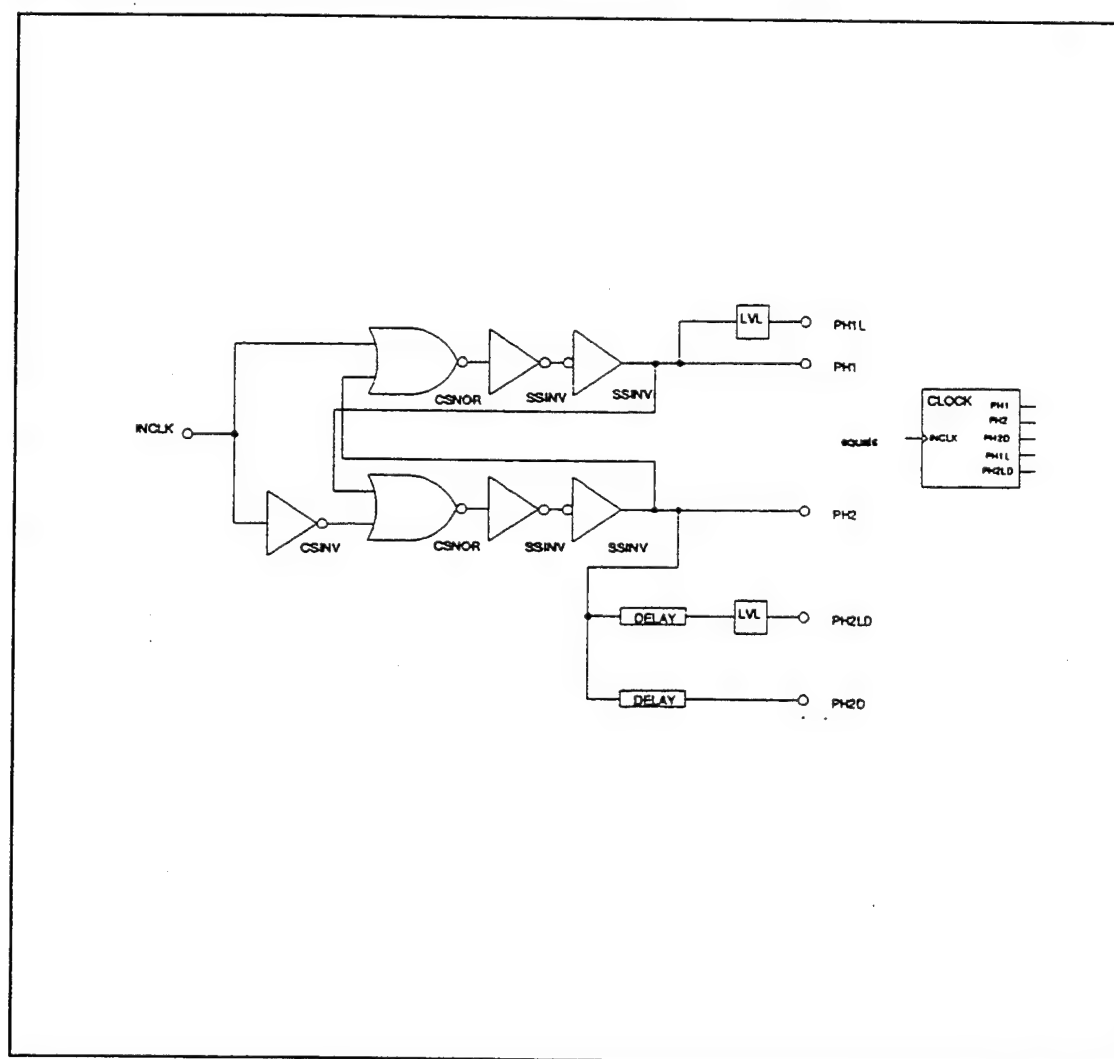 LVL
PH1L
PH1
CSNOR
SSINV
SSINV
INCLK
CLOCK
PH1
PH2
PH2D
PH1L
PH2LD
INCLK
equals
CSINV
CSNOR
SSINV
SSINV
PH2
DELAY
LVL
PH2LD
DELAY
PH2D